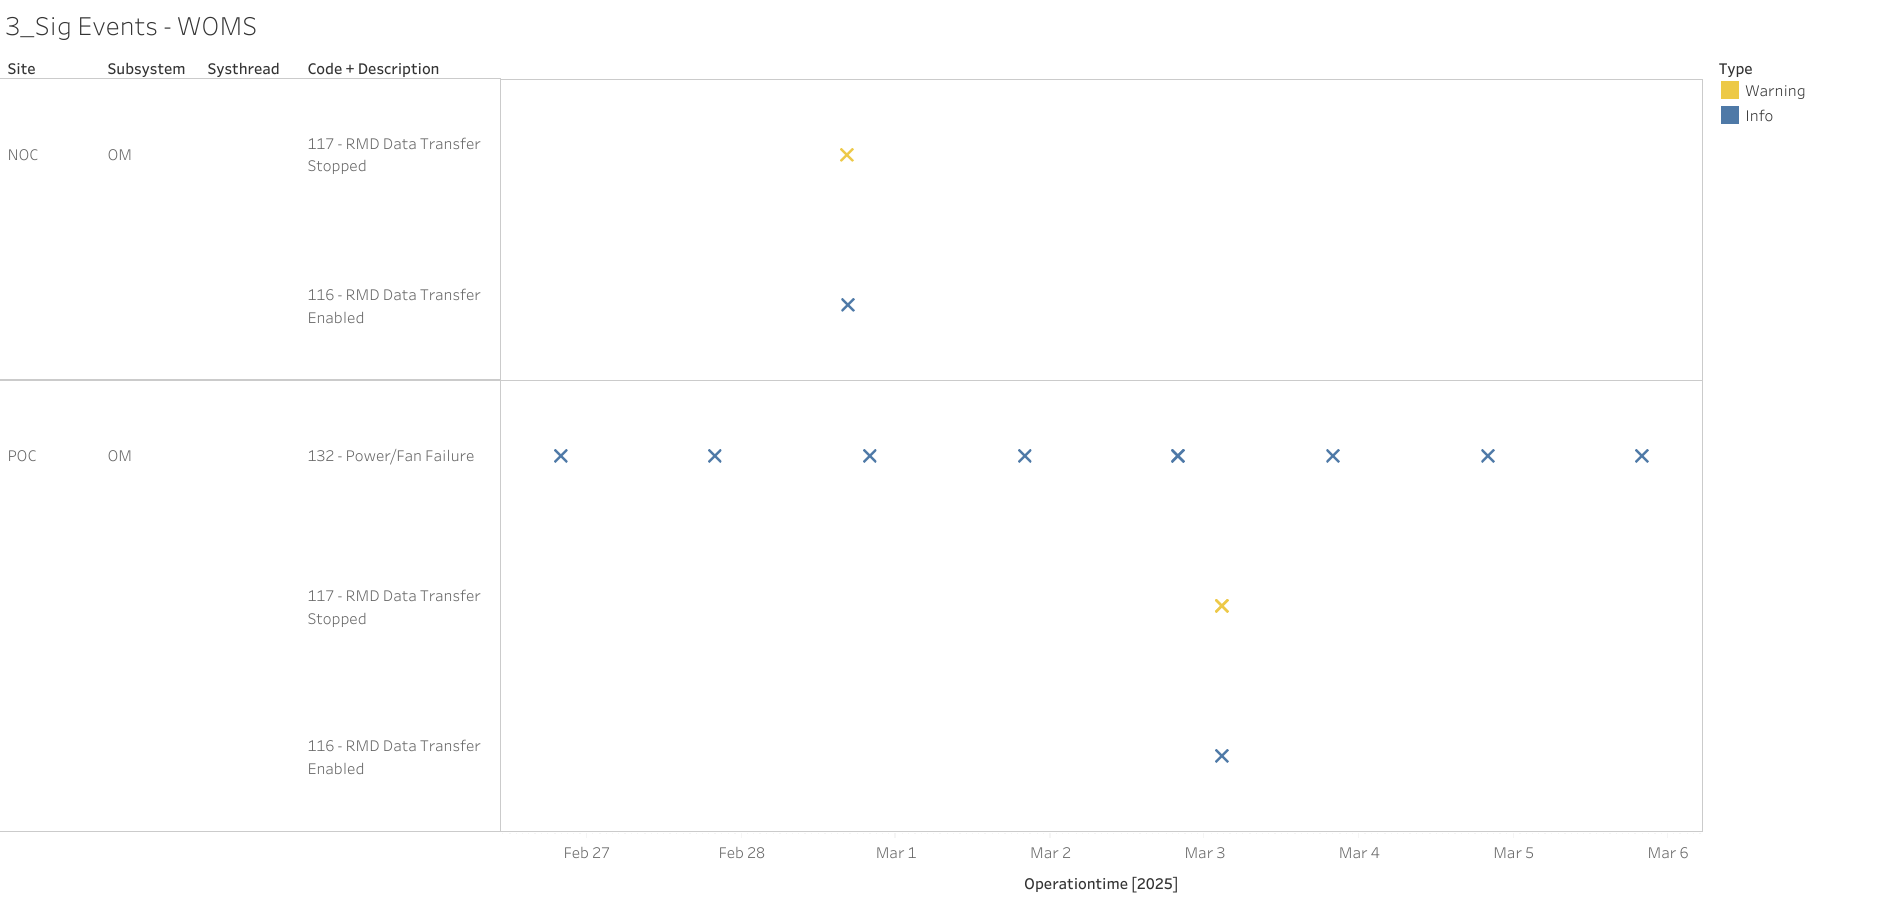 3_Sig Events - WOMS
Site Subsystem Systhread Code + Description
Type
Warning
Info
NOC OM 117 - RMD Data Transfer
Stopped
116 - RMD Data Transfer
Enabled
POC OM 132 - Power/Fan Failure
117 - RMD Data Transfer
Stopped
116 - RMD Data Transfer
Enabled
Feb 27 Feb 28 Mar 1 Mar 2 Mar 3 Mar 4 Mar 5 Mar 6
Operationtime [2025]